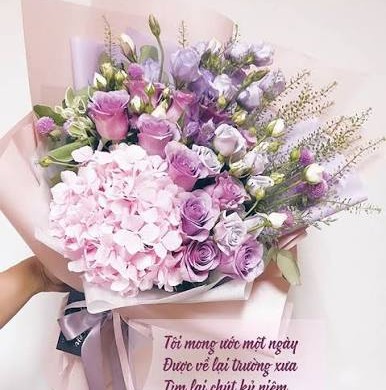 Tôi mong ước một ngày
Được về lại trường xưa
Tìm lại chút kỷ niệm